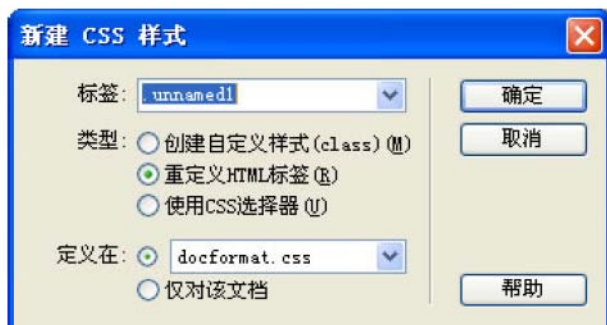 新建 CSS 样式
标签: .unnamed1
确定
类型: 创建自定义样式(class)(M)
取消
重定义HTML标签(R)
使用CSS选择器(U)
定义在: docformat.css
仅对该文档
帮助